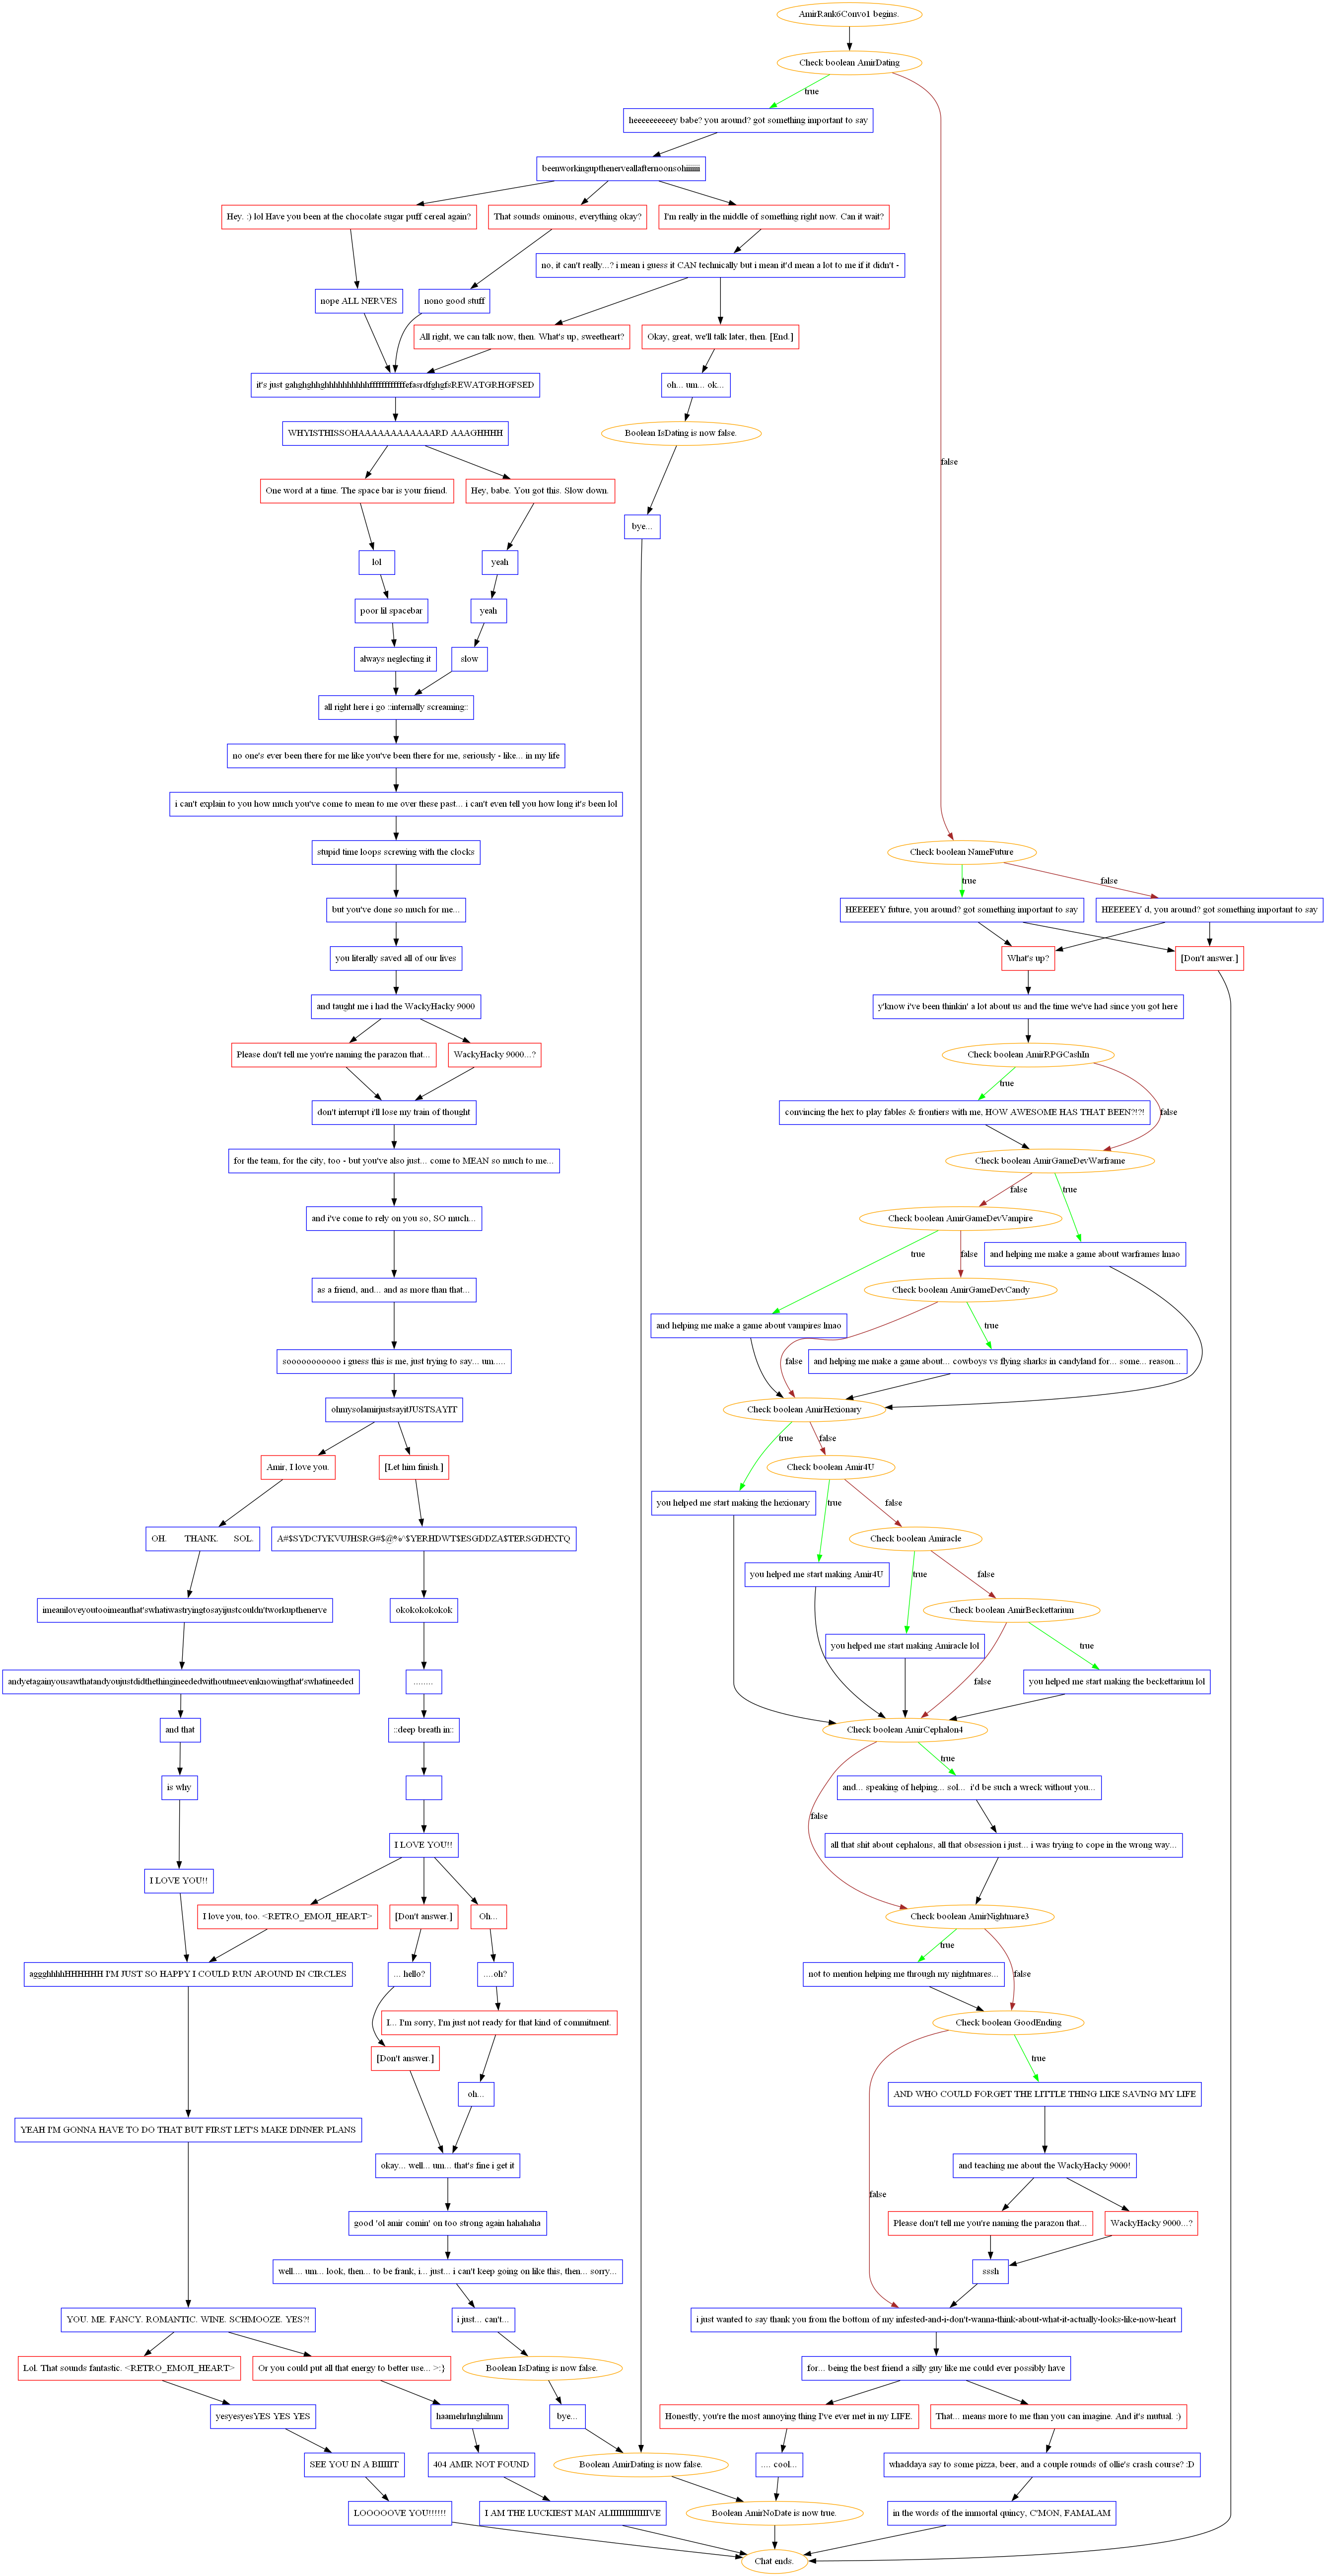 AmirRank6Convo1 begins.
Check boolean AmirDating
true
heeeeeeeeeey babe? you around? got something important to say
beenworkingupthenerveallafternoonsohiiiiiiii
Hey. :) lol Have you been at the chocolate sugar puff cereal again?
That sounds ominous, everything okay?
I'm really in the middle of something right now. Can it wait?
no, it can't really...? i mean i guess it CAN technically but i mean it'd mean a lot to me if it didn't -
nope ALL NERVES
nono good stuff
All right, we can talk now, then. What's up, sweetheart?
Okay, great, we'll talk later, then. [End.]
oh... um... ok...
WHYISTHISSOHAAAAAAAAAAAARD AAAGHHHH
Boolean IsDating is now false.
false
One word at a time. The space bar is your friend.
Hey, babe. You got this. Slow down.
bye...
lol
yeah
poor lil spacebar
yeah
always neglecting it
slow
all right here i go ::internally screaming::
no one's ever been there for me like you've been there for me, seriously - like... in my life
i can't explain to you how much you've come to mean to me over these past... i can't even tell you how long it's been lol
stupid time loops screwing with the clocks
Check boolean NameFuture
true
false
but you've done so much for me...
HEEEEEY future, you around? got something important to say
HEEEEEY d, you around? got something important to say
you literally saved all of our lives
What's up?
[Don't answer.]
and taught me i had the WackyHacky 9000
y'know i've been thinkin' a lot about us and the time we've had since you got here
Please don't tell me you're naming the parazon that...
WackyHacky 9000...?
Check boolean AmirRPGCashIn
true
false
don't interrupt i'll lose my train of thought
convincing the hex to play fables & frontiers with me, HOW AWESOME HAS THAT BEEN?!?!
for the team, for the city, too - but you've also just... come to MEAN so much to me...
Check boolean AmirGameDevWarframe
false
true
and i've come to rely on you so, SO much...
Check boolean AmirGameDevVampire
true
false
and helping me make a game about warframes lmao
as a friend, and... and as more than that...
Check boolean AmirGameDevCandy
true
false
and helping me make a game about vampires lmao
sooooooooooo i guess this is me, just trying to say... um.....
and helping me make a game about... cowboys vs flying sharks in candyland for... some... reason...
ohmysolamirjustsayitJUSTSAYIT
Check boolean AmirHexionary
true
false
Amir, I love you.
[Let him finish.]
Check boolean Amir4U
true
false
you helped me start making the hexionary
OH. THANK. SOL.
Check boolean Amiracle
true
false
okokokokokok
you helped me start making Amir4U
imeaniloveyoutooimeanthat'swhatiwastryingtosayijustcouldn'tworkupthenerve
Check boolean AmirBeckettarium
true
false
you helped me start making Amiracle lol
andyetagainyousawthatandyoujustdidthethingineededwithoutmeevenknowingthat'swhatineeded
........
you helped me start making the beckettarium lol
and that
::deep breath in::
Check boolean AmirCephalon4
true
false
is why
and... speaking of helping... sol... i'd be such a wreck without you...
I LOVE YOU!!
all that shit about cephalons, all that obsession i just... i was trying to cope in the wrong way...
I LOVE YOU!!
I love you, too. <RETRO_EMOJI_HEART>
[Don't answer.]
Oh...
Check boolean AmirNightmare3
true
false
aggghhhhHHHHHH I'M JUST SO HAPPY I COULD RUN AROUND IN CIRCLES
... hello?
....oh?
not to mention helping me through my nightmares...
I... I'm sorry, I'm just not ready for that kind of commitment.
Check boolean GoodEnding
true
false
[Don't answer.]
oh...
AND WHO COULD FORGET THE LITTLE THING LIKE SAVING MY LIFE
YEAH I'M GONNA HAVE TO DO THAT BUT FIRST LET'S MAKE DINNER PLANS
okay... well... um... that's fine i get it
and teaching me about the WackyHacky 9000!
good 'ol amir comin' on too strong again hahahaha
Please don't tell me you're naming the parazon that...
WackyHacky 9000...?
well.... um... look, then... to be frank, i... just... i can't keep going on like this, then... sorry...
sssh
YOU. ME. FANCY. ROMANTIC. WINE. SCHMOOZE. YES?!
i just... can't...
i just wanted to say thank you from the bottom of my infested-and-i-don't-wanna-think-about-what-it-actually-looks-like-now-heart
Lol. That sounds fantastic. <RETRO_EMOJI_HEART>
Or you could put all that energy to better use... >:}
Boolean IsDating is now false.
for... being the best friend a silly guy like me could ever possibly have
yesyesyesYES YES YES
haamehrhnghilmm
bye...
Honestly, you're the most annoying thing I've ever met in my LIFE.
That... means more to me than you can imagine. And it's mutual. :)
SEE YOU IN A BIIIIIT
404 AMIR NOT FOUND
Boolean AmirDating is now false.
.... cool...
whaddaya say to some pizza, beer, and a couple rounds of ollie's crash course? :D
LOOOOOVE YOU!!!!!!
Boolean AmirNoDate is now true.
in the words of the immortal quincy, C'MON, FAMALAM
Chat ends.